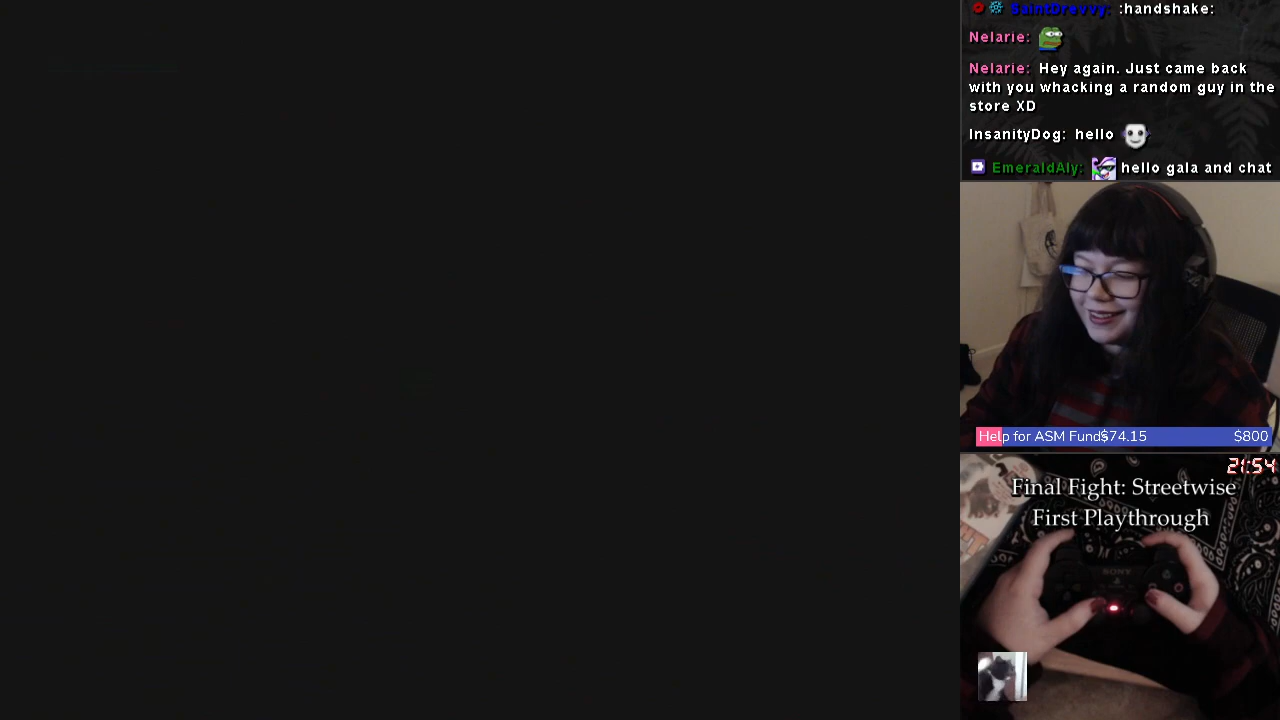 SaintDrevvy: :handshake:
Nelarie:
Nelarie: Hey again. Just came back
with you whacking a random guy in the
store XD
InsanityDog: hello
EmeraldAly: hello gala and chat
Help for ASM Fund $74.15 $800
21:54
Final Fight: Streetwise
First Playthrough
SONY